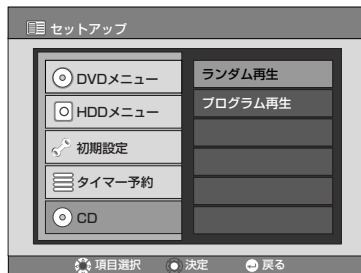 セットアップ
DVDメニュー
HDDメニュー
初期設定
タイマー予約
CD
ランダム再生
プログラム再生
項目選択 決定 戻る